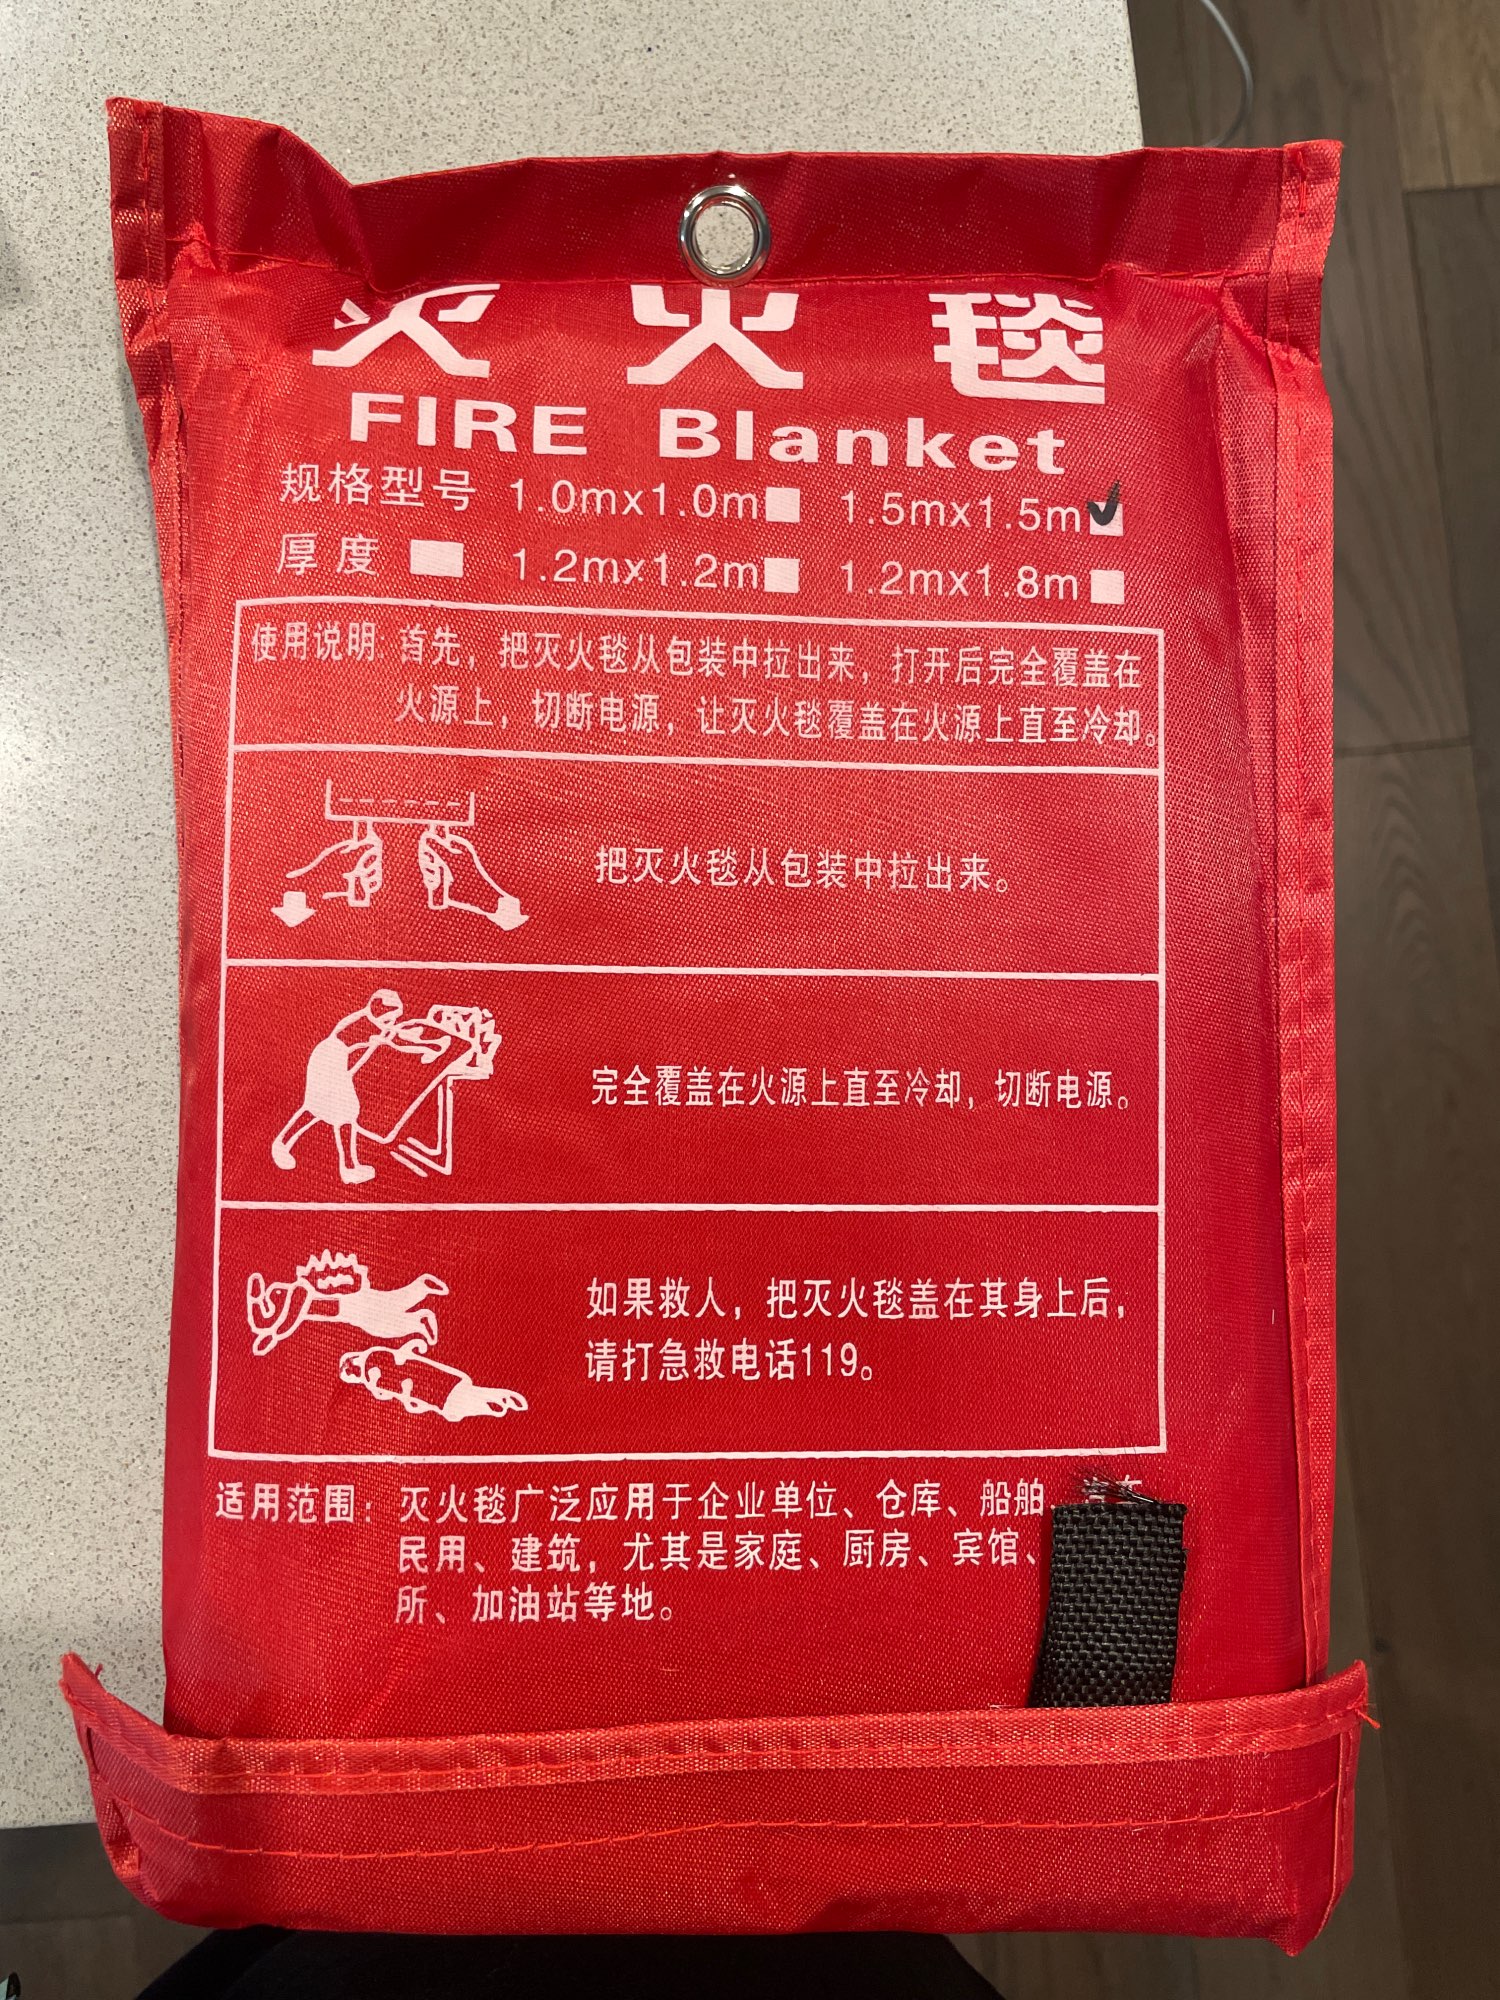 灭火毯
FIRE Blanket
规格型号 1.0mx1.0m 1.5mx1.5m
厚度 1.2mx1.2m 1.2mx1.8m
使用说明: 首先，把灭火毯从包装中拉出来，打开后完全覆盖在
火源上，切断电源，让灭火毯覆盖在火源上直至冷却。
把灭火毯从包装中拉出来。
完全覆盖在火源上直至冷却，切断电源。
如果救人，把灭火毯盖在其身上后，
请打急救电话119。
适用范围：灭火毯广泛应用于企业单位、仓库、船舶、
民用、建筑，尤其是家庭、厨房、宾馆、
所、加油站等地。